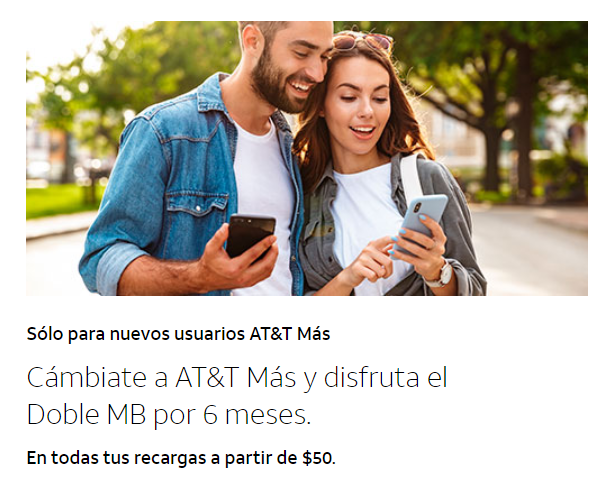 Sólo para nuevos usuarios AT&T Más
Cámbiate a AT&T Más y disfruta el
Doble MB por 6 meses.
En todas tus recargas a partir de $50.